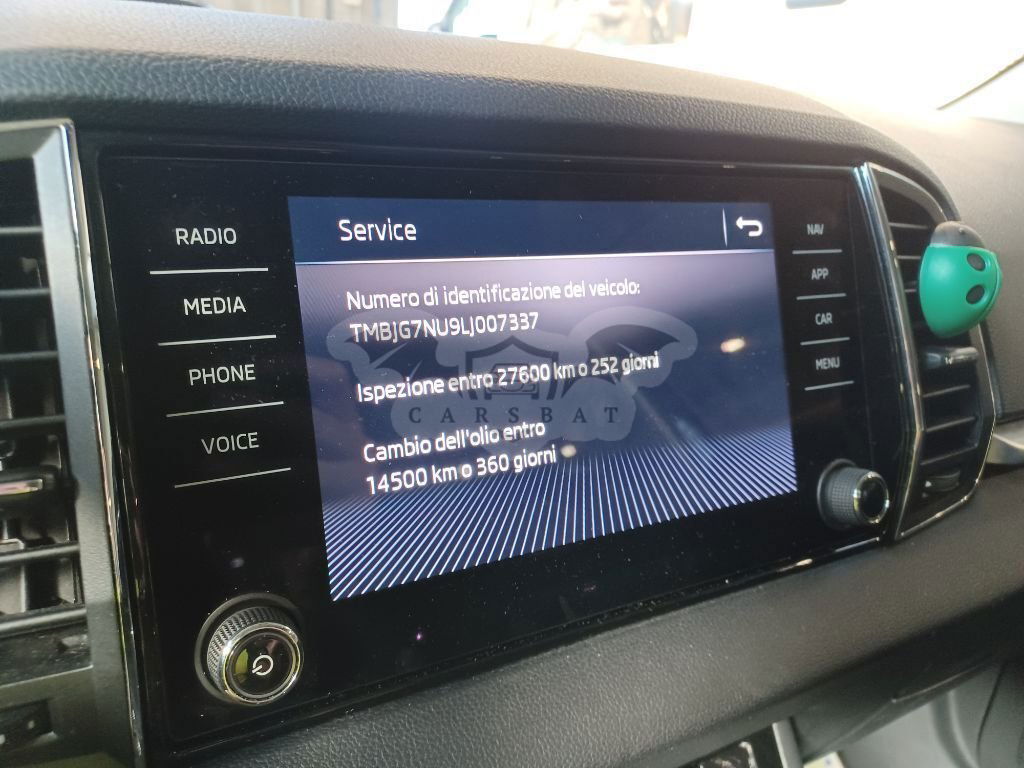 Service
RADIO
MEDIA
PHONE
VOICE
NAV
APP
CAR
MENU
Numero di identificazione del veicolo:
TMBJG7NU9LJ007337
Ispezione entro 27600 km o 252 giorni
Cambio dell'olio entro
14500 km o 360 giorni
CARSBAT